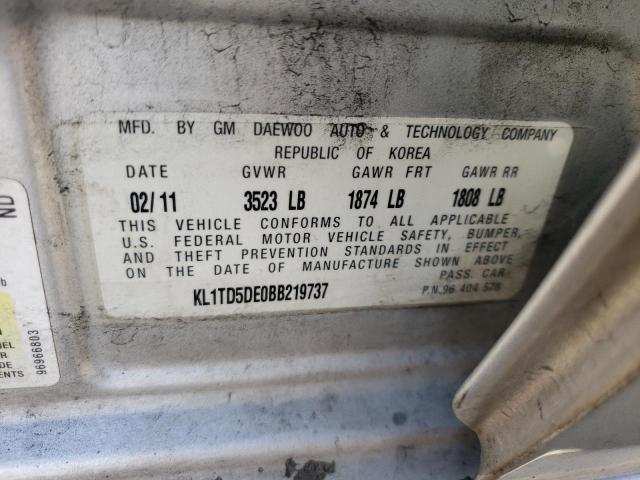 MFD. BY GM DAEWOO AUTO & TECHNOLOGY COMPANY
REPUBLIC OF KOREA
DATE GVWR GAWR FRT GAWR RR
02/11 3523 LB 1874 LB 1808 LB
THIS VEHICLE CONFORMS TO ALL APPLICABLE
U.S. FEDERAL MOTOR VEHICLE SAFETY, BUMPER,
AND THEFT PREVENTION STANDARDS IN EFFECT
ON THE DATE OF MANUFACTURE SHOWN ABOVE
PASS. CAR
KL1TD5DE0BB219737
P.N. 96 404 578
ND
96966803